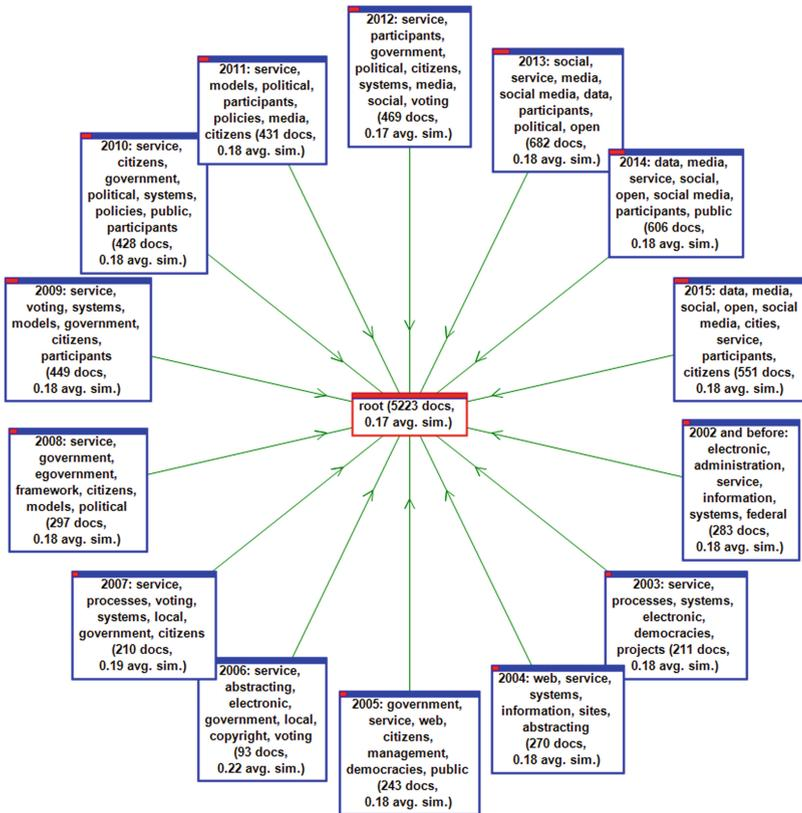 2012: service,
participants,
government,
political, citizens,
systems, media,
social, voting
(469 docs,
0.17 avg. sim.)
2013: social,
service, media,
social media, data,
participants,
political, open
(682 docs,
0.18 avg. sim.)
2011: service,
models, political,
participants,
policies, media,
citizens (431 docs,
0.18 avg. sim.)
2010: service,
citizens,
government,
political, systems,
policies, public,
participants
(428 docs,
0.18 avg. sim.)
2014: data, media,
service, social,
open, social media,
participants, public
(606 docs,
0.18 avg. sim.)
2009: service,
voting, systems,
models, government,
citizens,
participants
(449 docs,
0.18 avg. sim.)
2015: data, media,
social, open, social
media, cities,
service,
participants,
citizens (551 docs,
0.18 avg. sim.)
root (5223 docs,
0.17 avg. sim.)
2008: service,
government,
egovernment,
framework, citizens,
models, political
(297 docs,
0.18 avg. sim.)
2002 and before:
electronic,
administration,
service,
information,
systems, federal
(283 docs,
0.18 avg. sim.)
2007: service,
processes, voting,
systems, local,
government, citizens
(210 docs,
0.19 avg. sim.)
2003: service,
processes, systems,
electronic,
democracies,
projects (211 docs,
0.18 avg. sim.)
2006: service,
abstracting,
electronic,
government, local,
copyright, voting
(93 docs,
0.22 avg. sim.)
2004: web, service,
systems,
information, sites,
abstracting
(270 docs,
0.18 avg. sim.)
2005: government,
service, web,
citizens,
management,
democracies, public
(243 docs,
0.18 avg. sim.)